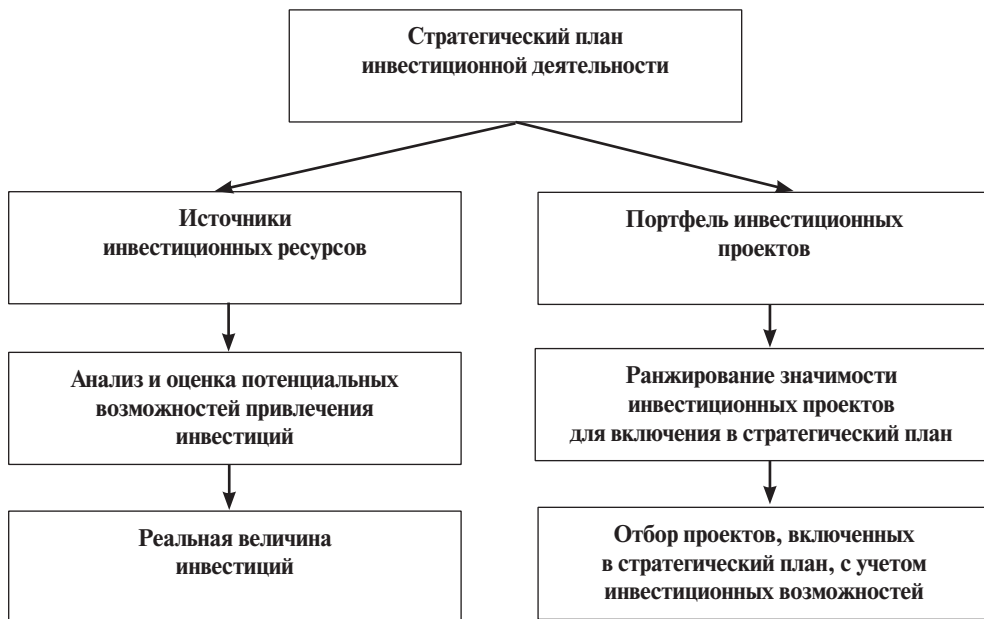 Стратегический план
инвестиционной деятельности
Источники
инвестиционных ресурсов
Портфель инвестиционных
проектов
Анализ и оценка потенциальных
возможностей привлечения
инвестиций
Ранжирование значимости
инвестиционных проектов
для включения в стратегический план
Реальная величина
инвестиций
Отбор проектов, включенных
в стратегический план, с учетом
инвестиционных возможностей